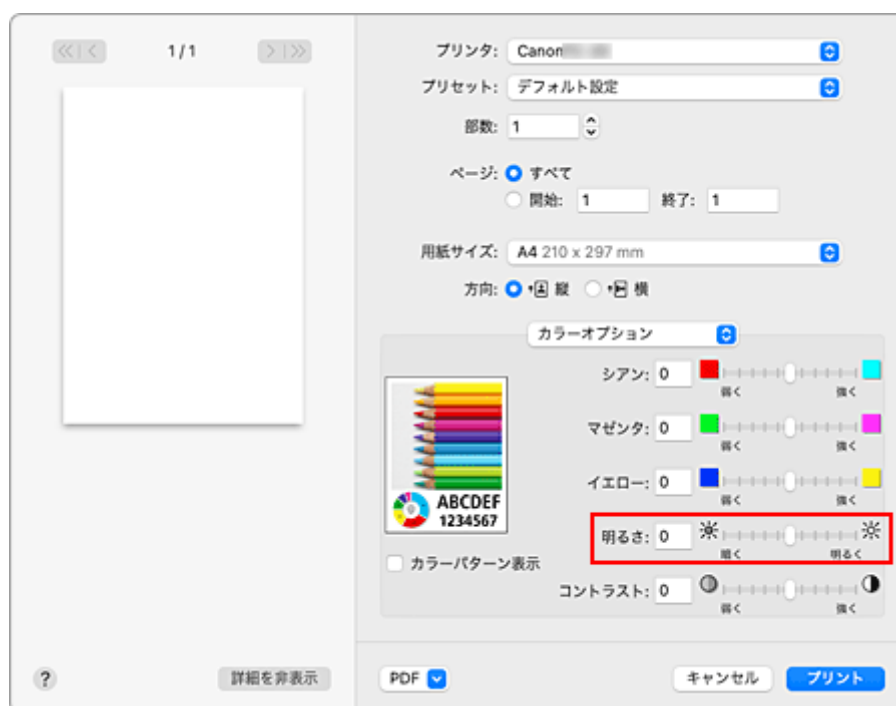 1 / 1
プリンタ: Canon
プリセット: デフォルト設定
部数: 1
ページ: すべて
開始: 1 終了: 1
用紙サイズ: A4 210 x 297 mm
方向: 縦 横
カラーオプション
シアン: 0
弱く 強く
マゼンタ: 0
弱く 強く
イエロー: 0
弱く 強く
ABCDEF
1234567
明るさ: 0
暗く 明るく
カラーパターン表示
コントラスト: 0
弱く 強く
? 詳細を非表示 PDF キャンセル プリント